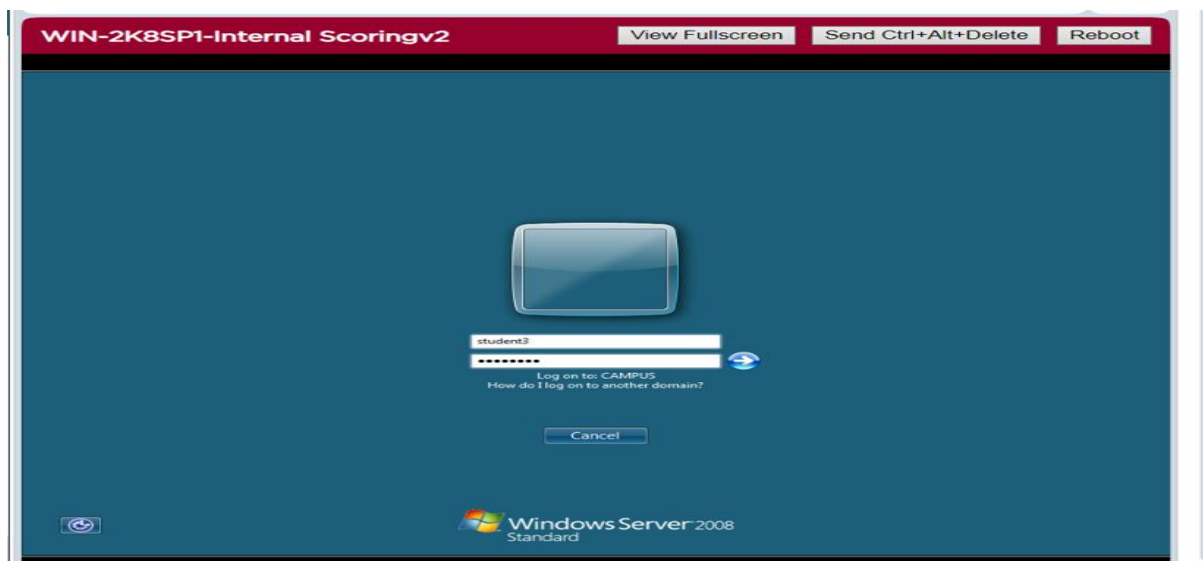 WIN-2K8SP1-Internal Scoringv2 View Fullscreen Send Ctrl+Alt+Delete Reboot
student3
••••••••
Log on to: CAMPUS
How do I log on to another domain?
Cancel
Windows Server 2008
Standard